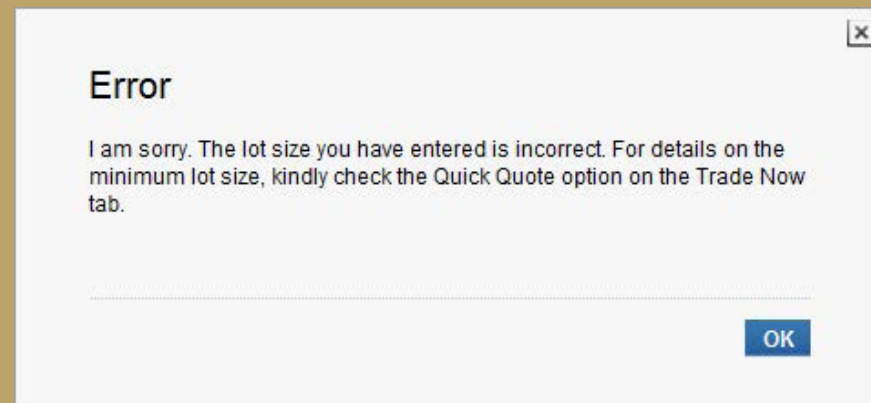 Error
I am sorry. The lot size you have entered is incorrect. For details on the
minimum lot size, kindly check the Quick Quote option on the Trade Now
tab.
OK